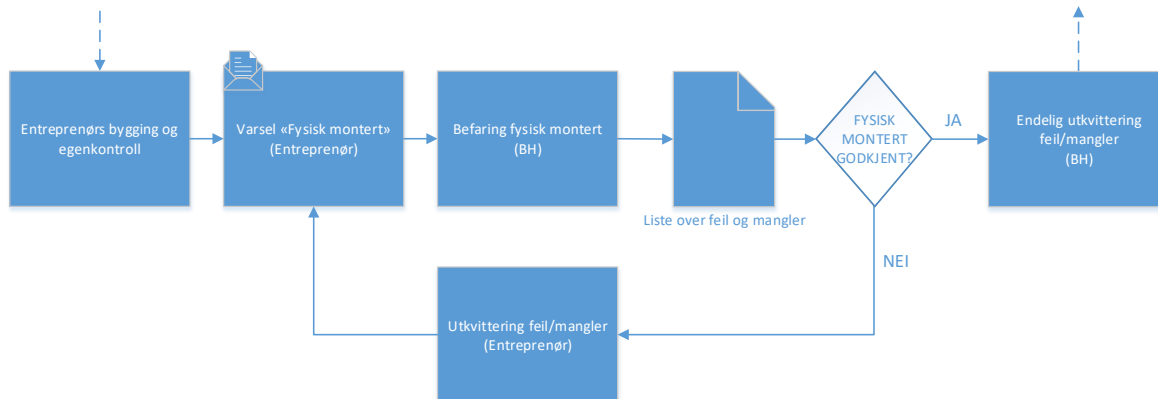 Entreprenørs bygging og
egenkontroll
Varsel «Fysisk montert»
(Entreprenør)
Befaring fysisk montert
(BH)
Liste over feil og mangler
FYSISK
MONTERT
GODKJENT?
JA
Endelig utkvittering
feil/mangler
(BH)
NEI
Utkvittering feil/mangler
(Entreprenør)